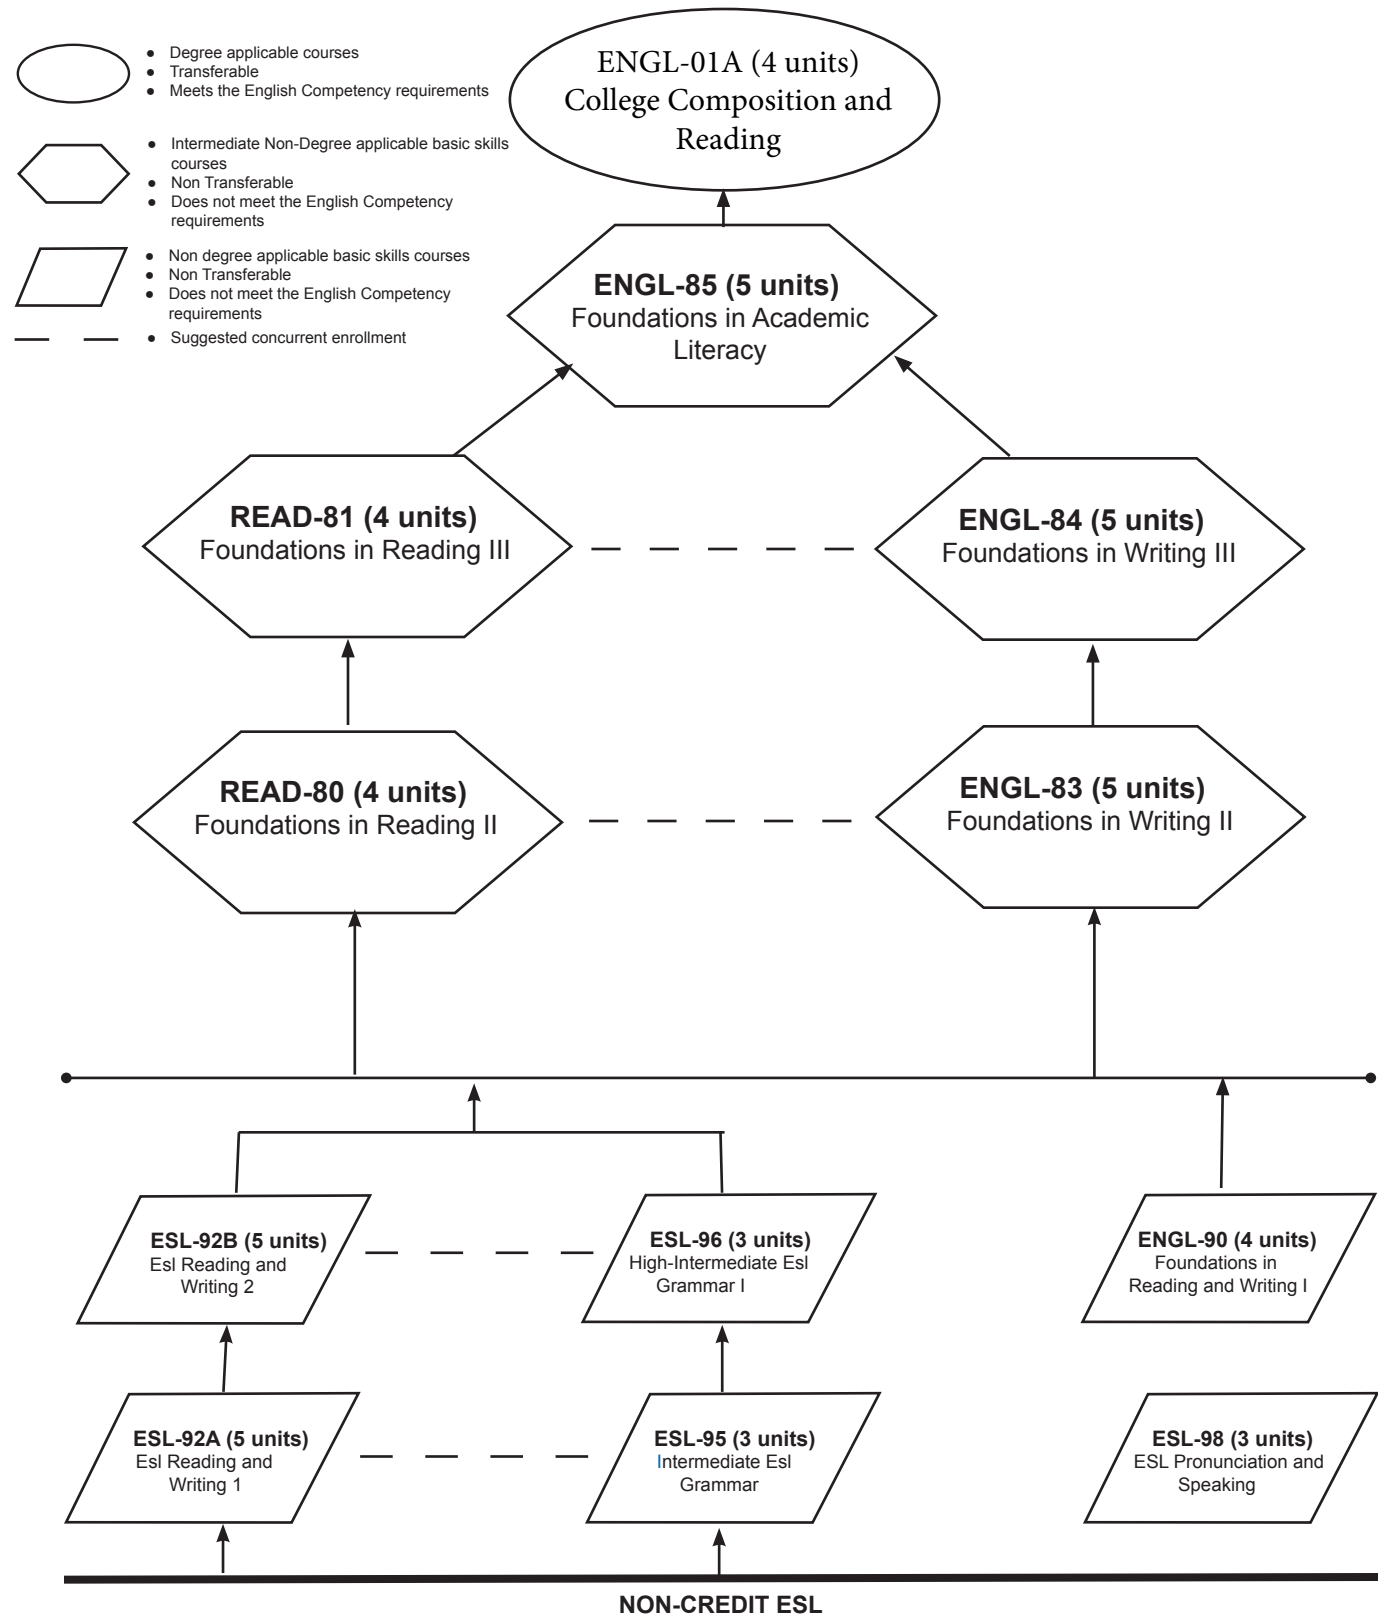 ● Degree applicable courses
● Transferable
● Meets the English Competency requirements
● Intermediate Non-Degree applicable basic skills
courses
● Non Transferable
● Does not meet the English Competency
requirements
● Non degree applicable basic skills courses
● Non Transferable
● Does not meet the English Competency
requirements
● Suggested concurrent enrollment
ENGL-01A (4 units)
College Composition and
Reading
ENGL-85 (5 units)
Foundations in Academic
Literacy
READ-81 (4 units)
Foundations in Reading III
ENGL-84 (5 units)
Foundations in Writing III
READ-80 (4 units)
Foundations in Reading II
ENGL-83 (5 units)
Foundations in Writing II
ESL-92B (5 units)
Esl Reading and
Writing 2
ESL-96 (3 units)
High-Intermediate Esl
Grammar I
ENGL-90 (4 units)
Foundations in
Reading and Writing I
ESL-92A (5 units)
Esl Reading and
Writing 1
ESL-95 (3 units)
Intermediate Esl
Grammar
ESL-98 (3 units)
ESL Pronunciation and
Speaking
NON-CREDIT ESL